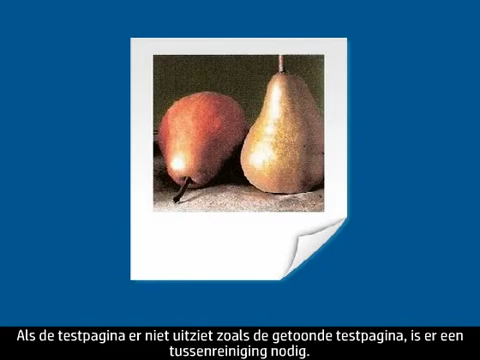 Als de testpagina er niet uitziet zoals de getoonde testpagina, is er een
tussenreiniging nodig.